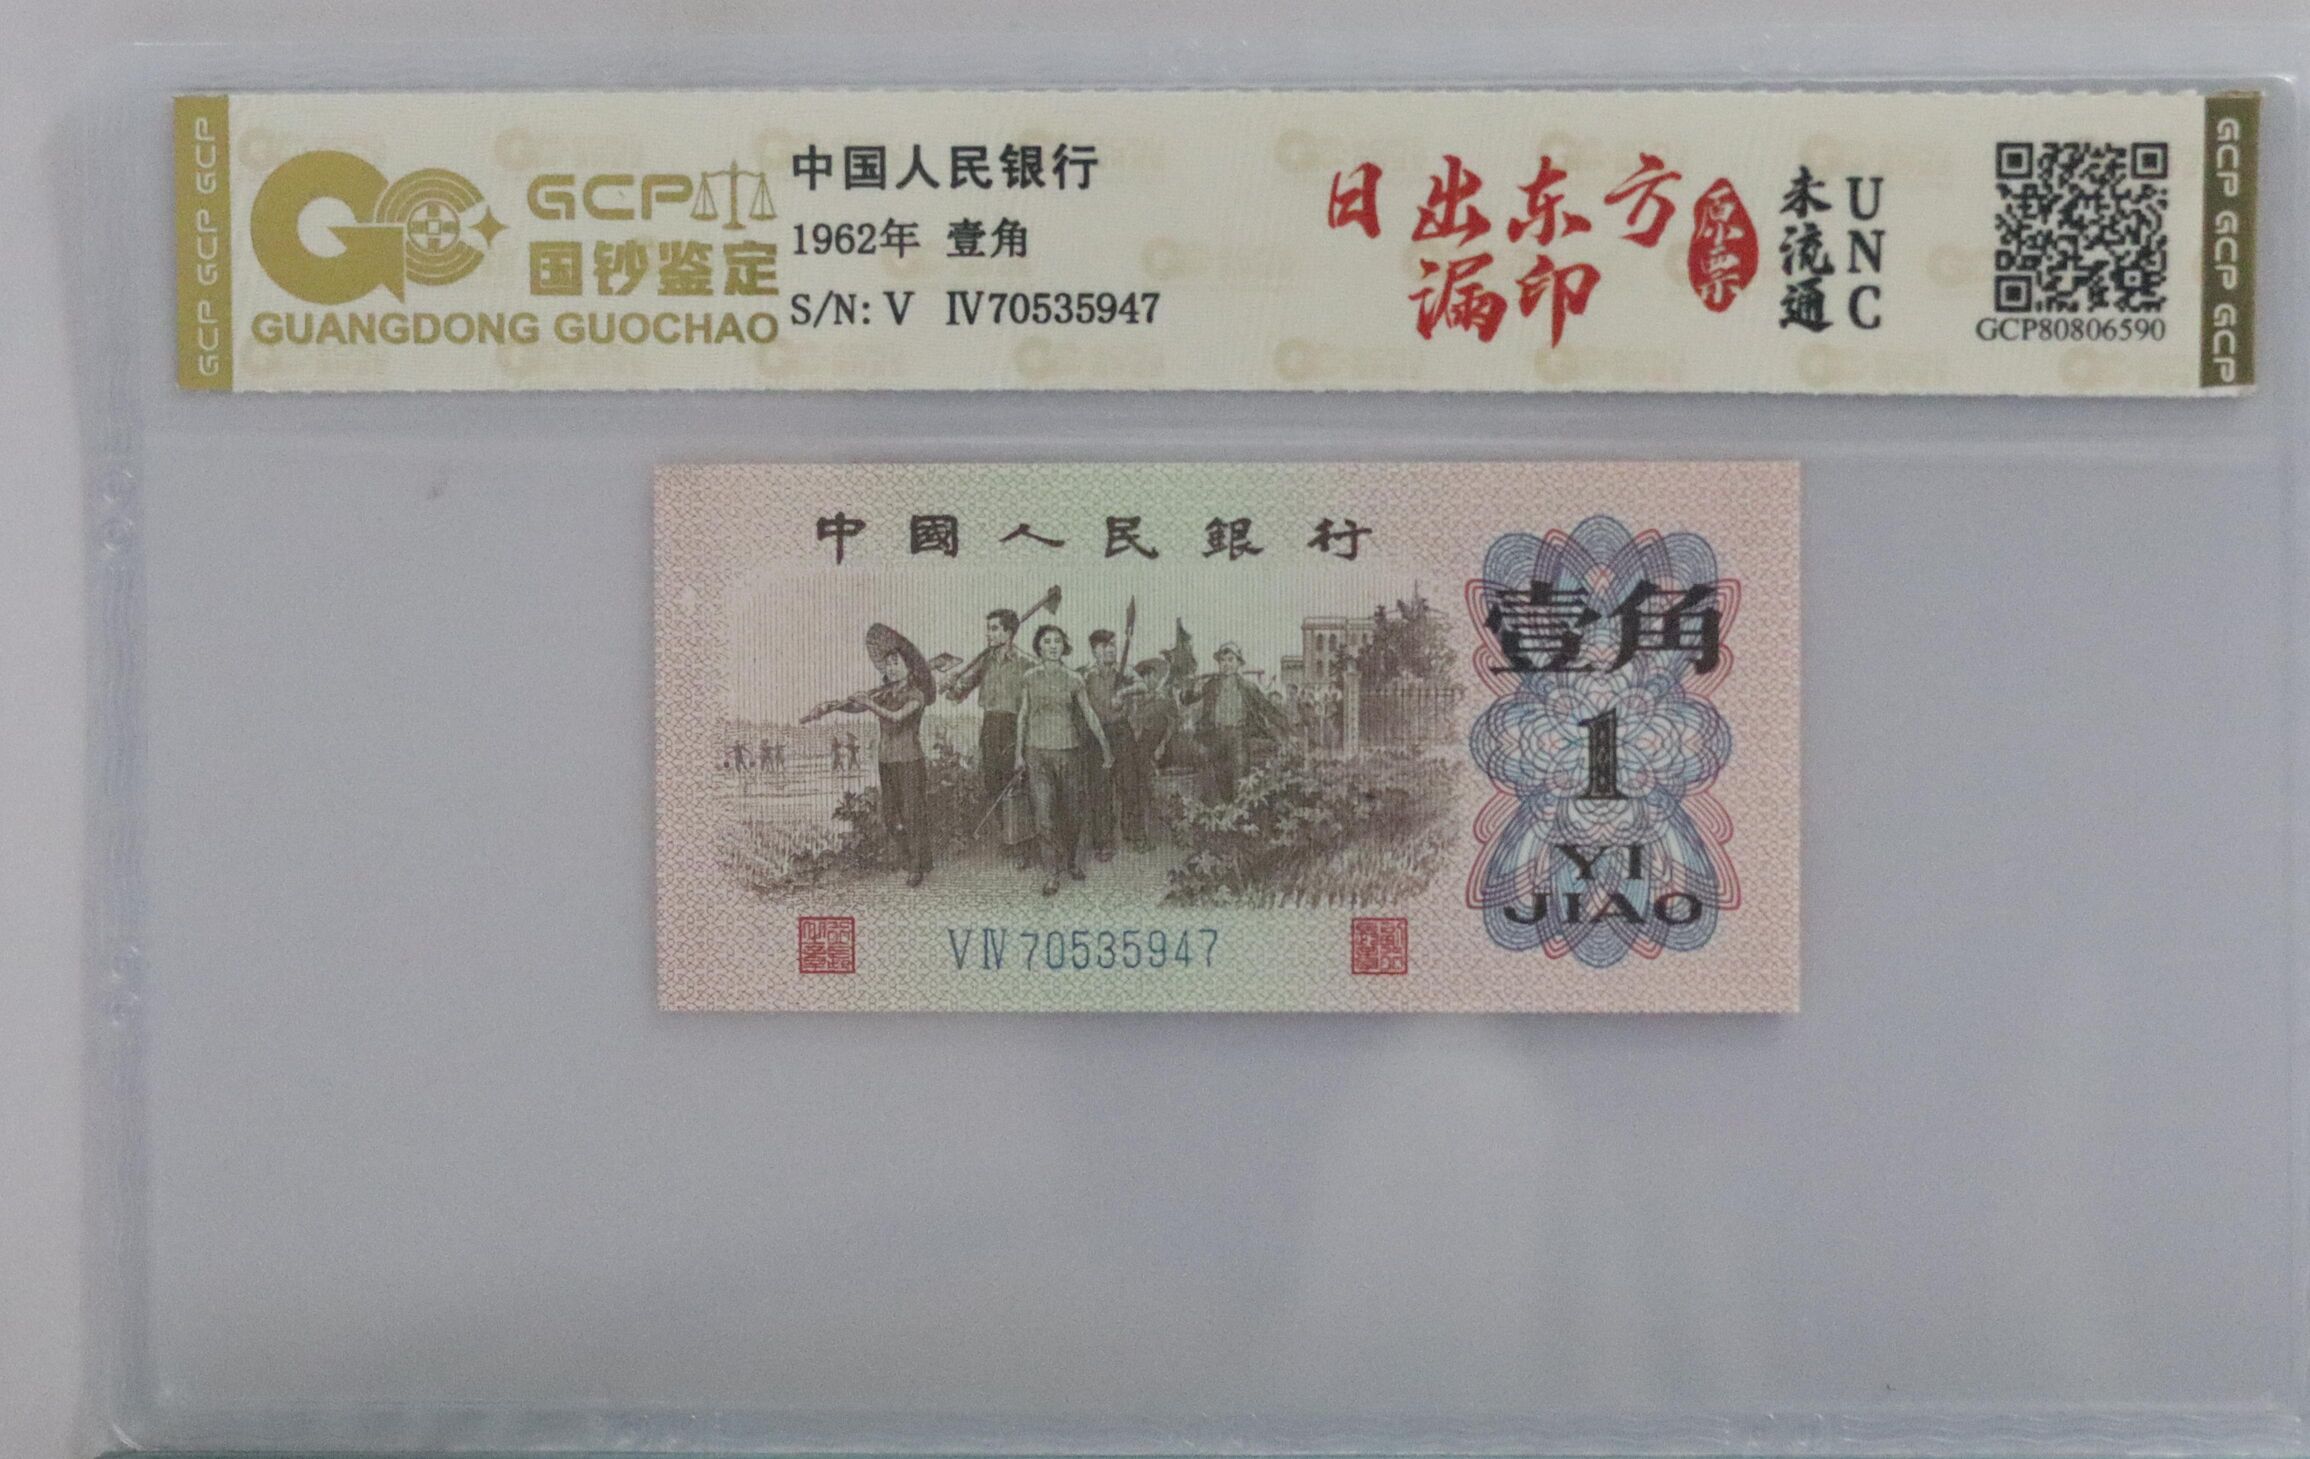 GCP GCP GCP
GCP
国钞鉴定
GUANGDONG GUOCHAO
中国人民银行
1962年 壹角
S/N: V Ⅳ70535947
日出东方
漏印
原票
未流通
UNC
GCP80806590
GCP GCP GCP
中國人民銀行
壹角
1
YI
JIAO
ⅤⅣ 70535947